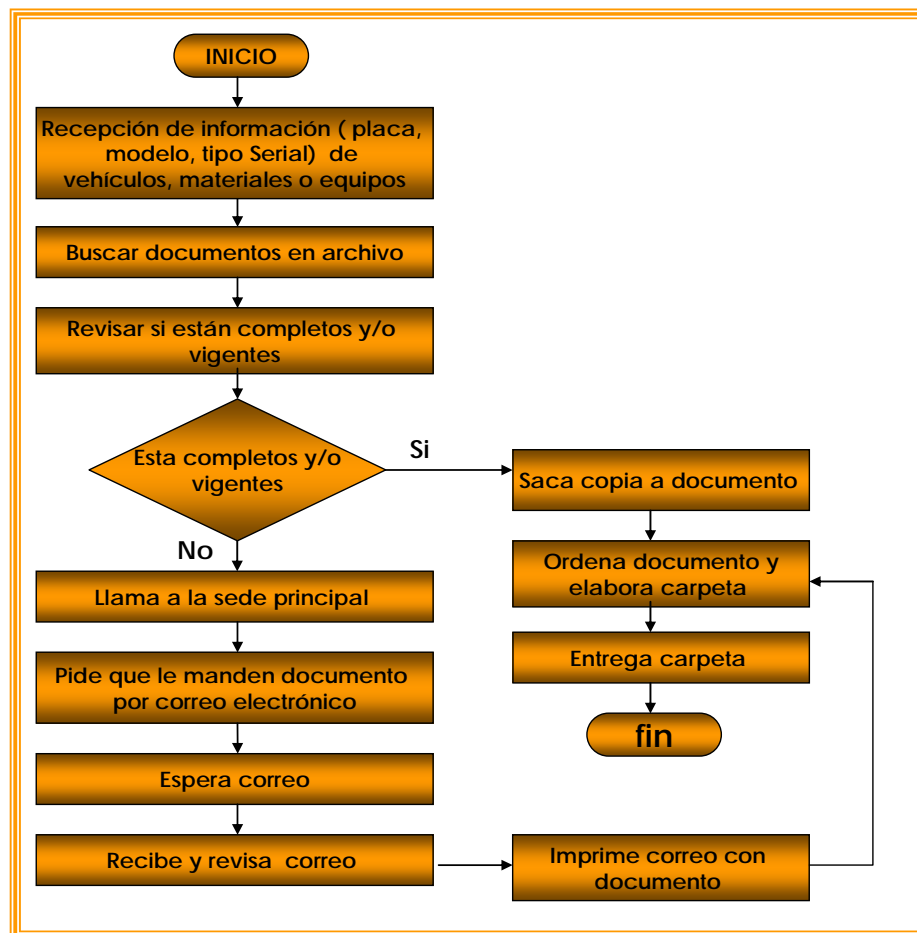 INICIO
Recepción de información ( placa,
modelo, tipo Serial) de
vehículos, materiales o equipos
Buscar documentos en archivo
Revisar si están completos y/o
vigentes
Esta completos y/o
vigentes
Si
No
Saca copia a documento
Ordena documento y
elabora carpeta
Entrega carpeta
fin
Llama a la sede principal
Pide que le manden documento
por correo electrónico
Espera correo
Recibe y revisa correo
Imprime correo con
documento